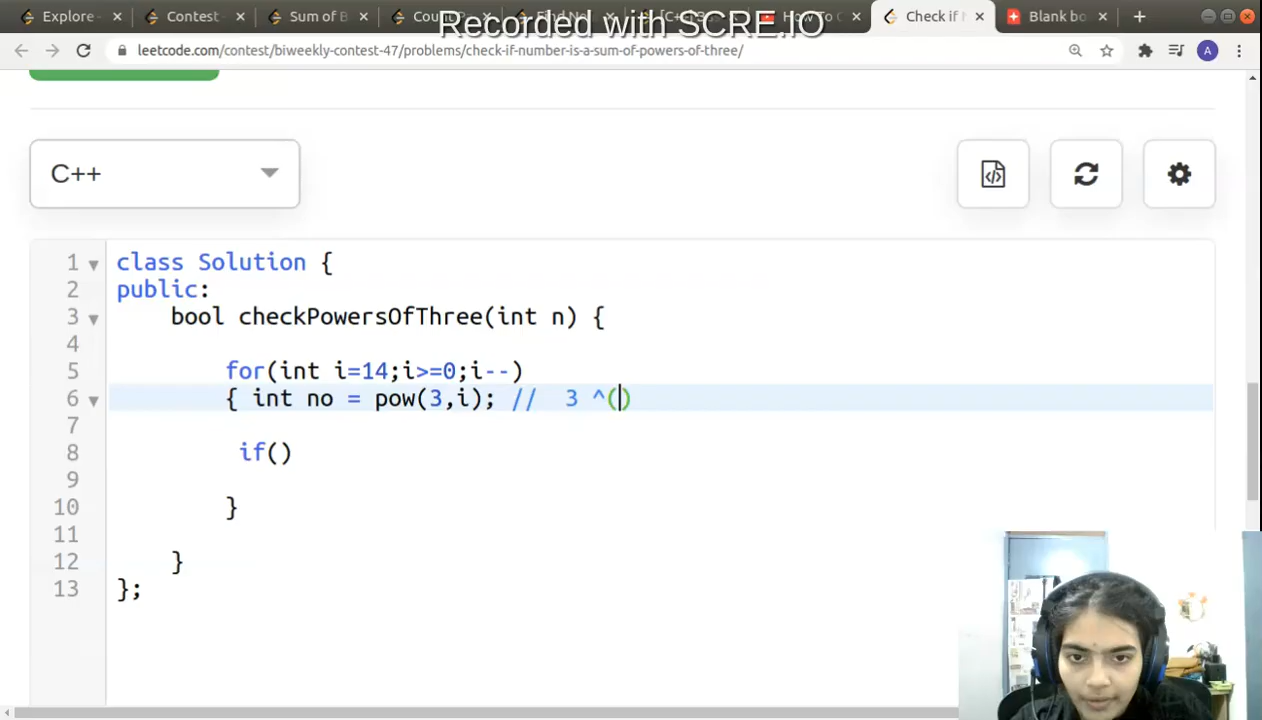 Explore -
Contest -
Sum of B
Recorded with SCRE.IO
Check if
Blank bo
leetcode.com/contest/biweekly-contest-47/problems/check-if-number-is-a-sum-of-powers-of-three/
A
C++
1 class Solution {
2 public:
3 bool checkPowersOfThree(int n) {
4
5 for(int i=14;i>=0;i--)
6 { int no = pow(3,i); // 3 ^()
7
8 if()
9
10 }
11
12 }
13 };